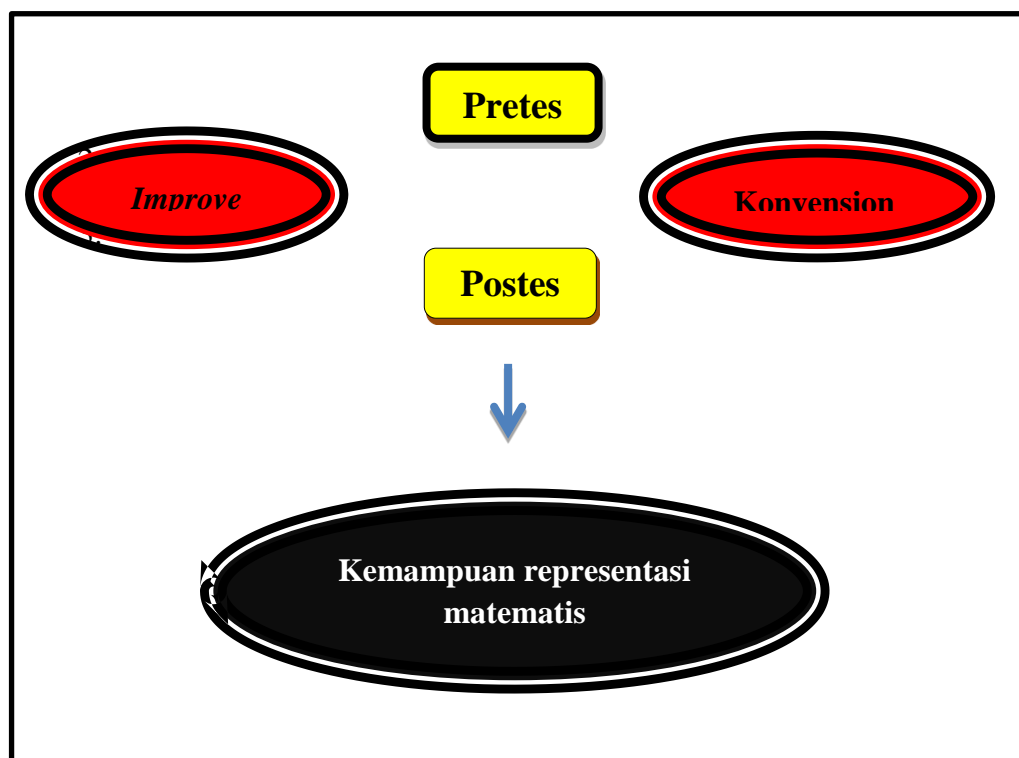 Pretes
Improve
Konvension
Postes
Kemampuan representasi
matematis